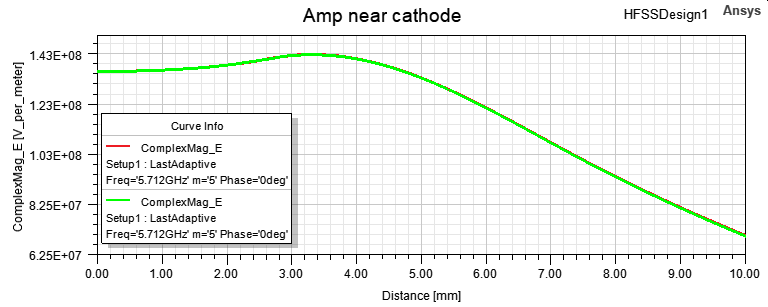 Amp near cathode
HFSSDesign1
Ansys
ComplexMag_E [V_per_meter]
1.43E+08
1.23E+08
1.03E+08
8.25E+07
6.25E+07
Curve Info
ComplexMag_E
Setup1 : LastAdaptive
Freq='5.712GHz' m='5' Phase='0deg'
ComplexMag_E
Setup1 : LastAdaptive
Freq='5.712GHz' m='5' Phase='0deg'
0.00 1.00 2.00 3.00 4.00 5.00 6.00 7.00 8.00 9.00 10.00
Distance [mm]